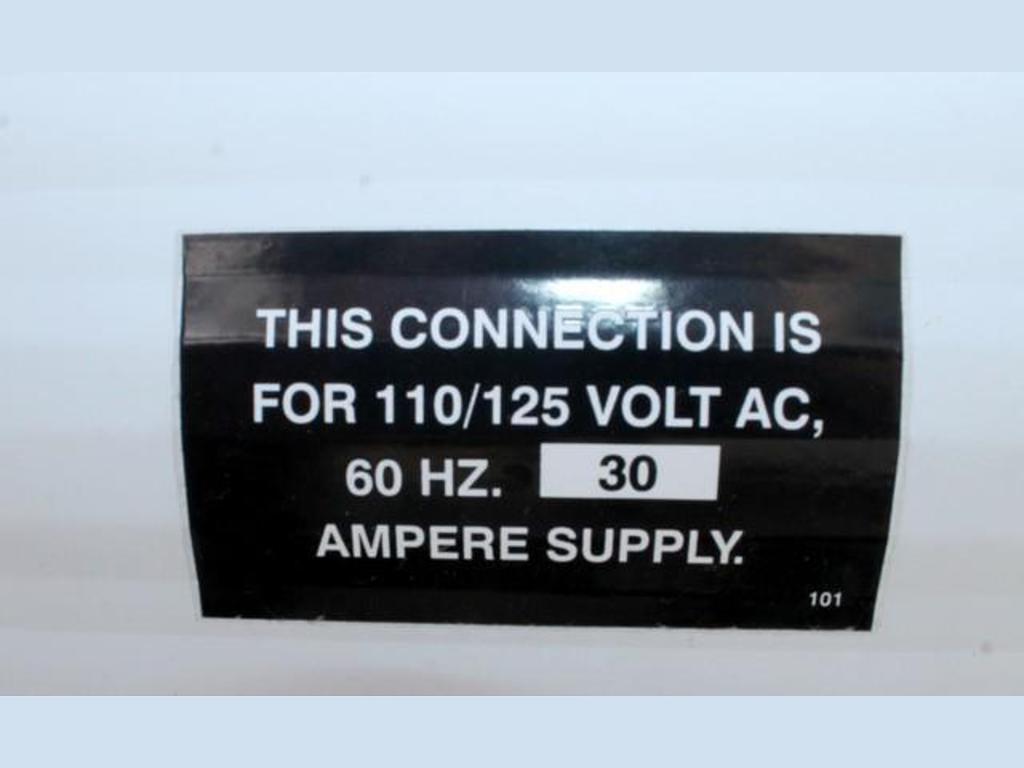 THIS CONNECTION IS
FOR 110/125 VOLT AC,
60 HZ. 30
AMPERE SUPPLY.
101